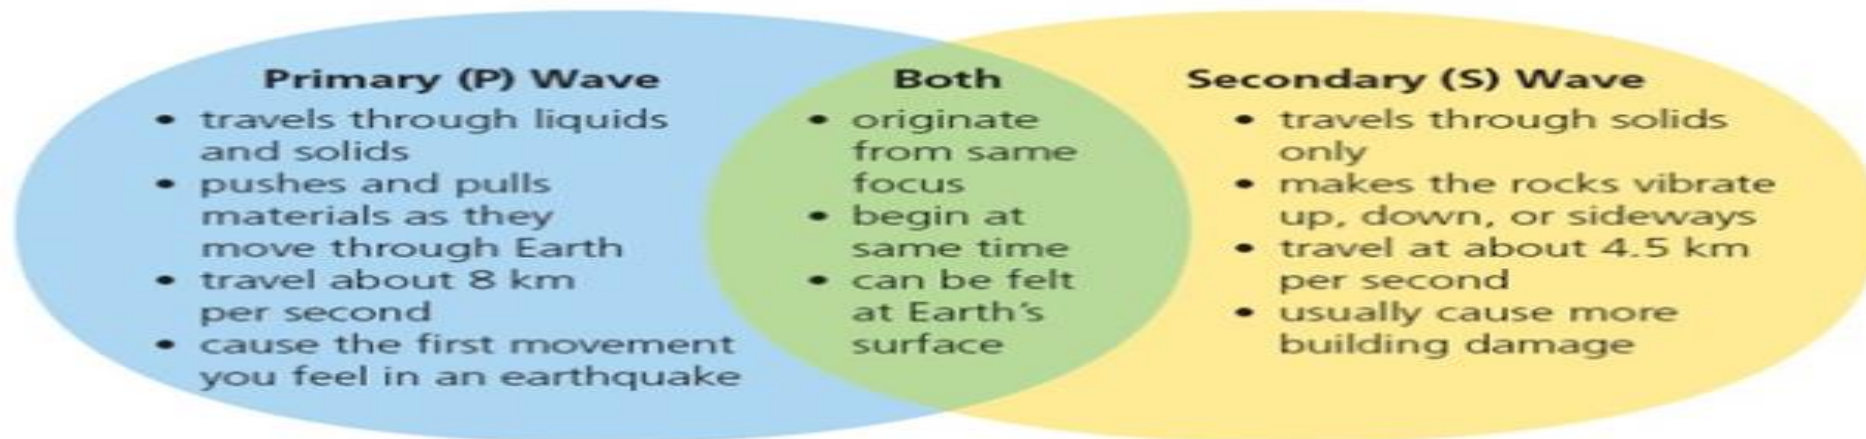 Primary (P) Wave
• travels through liquids
and solids
• pushes and pulls
materials as they
move through Earth
• travel about 8 km
per second
• cause the first movement
you feel in an earthquake
Both
• originate
from same
focus
• begin at
same time
• can be felt
at Earth's
surface
Secondary (S) Wave
• travels through solids
only
• makes the rocks vibrate
up, down, or sideways
• travel at about 4.5 km
per second
• usually cause more
building damage